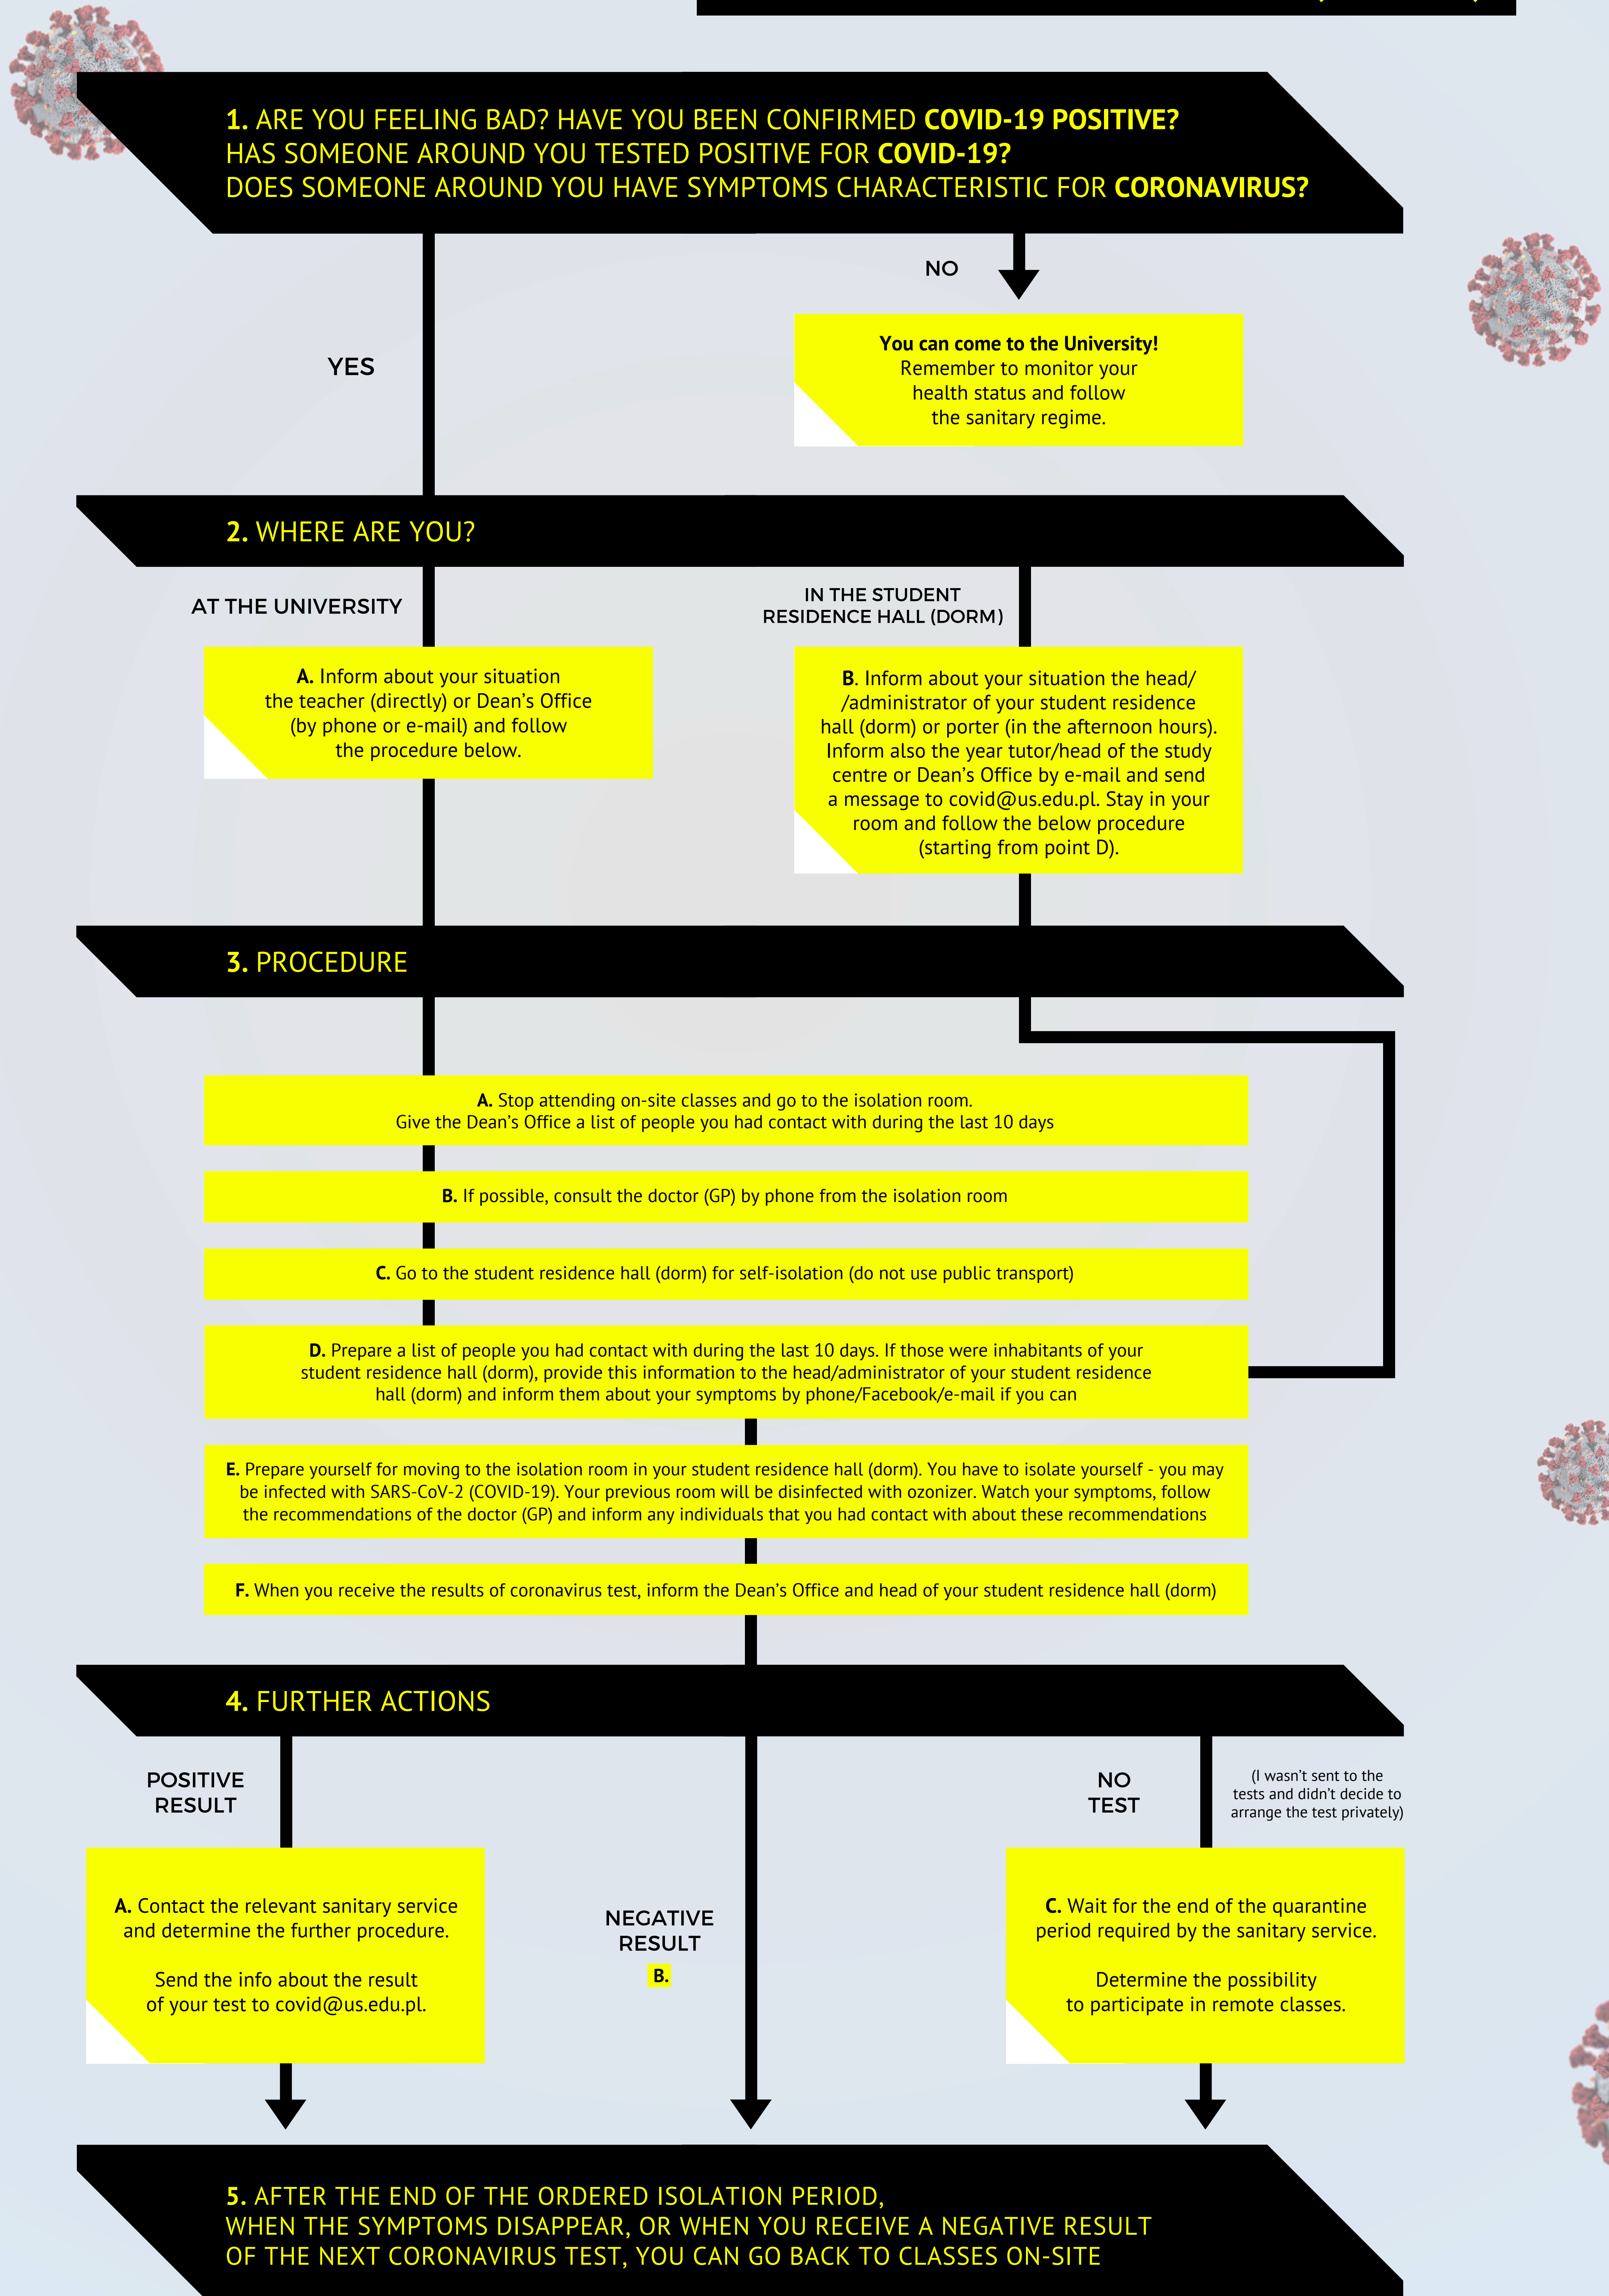 1. ARE YOU FEELING BAD? HAVE YOU BEEN CONFIRMED COVID-19 POSITIVE?
HAS SOMEONE AROUND YOU TESTED POSITIVE FOR COVID-19?
DOES SOMEONE AROUND YOU HAVE SYMPTOMS CHARACTERISTIC FOR CORONAVIRUS?
NO
You can come to the University!
Remember to monitor your
health status and follow
the sanitary regime.
YES
2. WHERE ARE YOU?
AT THE UNIVERSITY
A. Inform about your situation
the teacher (directly) or Dean's Office
(by phone or e-mail) and follow
the procedure below.
IN THE STUDENT
RESIDENCE HALL (DORM)
B. Inform about your situation the head/
/administrator of your student residence
hall (dorm) or porter (in the afternoon hours).
Inform also the year tutor/head of the study
centre or Dean's Office by e-mail and send
a message to covid@us.edu.pl. Stay in your
room and follow the below procedure
(starting from point D).
3. PROCEDURE
A. Stop attending on-site classes and go to the isolation room.
Give the Dean's Office a list of people you had contact with during the last 10 days
B. If possible, consult the doctor (GP) by phone from the isolation room
C. Go to the student residence hall (dorm) for self-isolation (do not use public transport)
D. Prepare a list of people you had contact with during the last 10 days. If those were inhabitants of your
student residence hall (dorm), provide this information to the head/administrator of your student residence
hall (dorm) and inform them about your symptoms by phone/Facebook/e-mail if you can
E. Prepare yourself for moving to the isolation room in your student residence hall (dorm). You have to isolate yourself - you may
be infected with SARS-CoV-2 (COVID-19). Your previous room will be disinfected with ozonizer. Watch your symptoms, follow
the recommendations of the doctor (GP) and inform any individuals that you had contact with about these recommendations
F. When you receive the results of coronavirus test, inform the Dean's Office and head of your student residence hall (dorm)
4. FURTHER ACTIONS
POSITIVE
RESULT
A. Contact the relevant sanitary service
and determine the further procedure.
Send the info about the result
of your test to covid@us.edu.pl.
NEGATIVE
RESULT
B.
NO
TEST
(I wasn't sent to the
tests and didn't decide to
arrange the test privately)
C. Wait for the end of the quarantine
period required by the sanitary service.
Determine the possibility
to participate in remote classes.
5. AFTER THE END OF THE ORDERED ISOLATION PERIOD,
WHEN THE SYMPTOMS DISAPPEAR, OR WHEN YOU RECEIVE A NEGATIVE RESULT
OF THE NEXT CORONAVIRUS TEST, YOU CAN GO BACK TO CLASSES ON-SITE